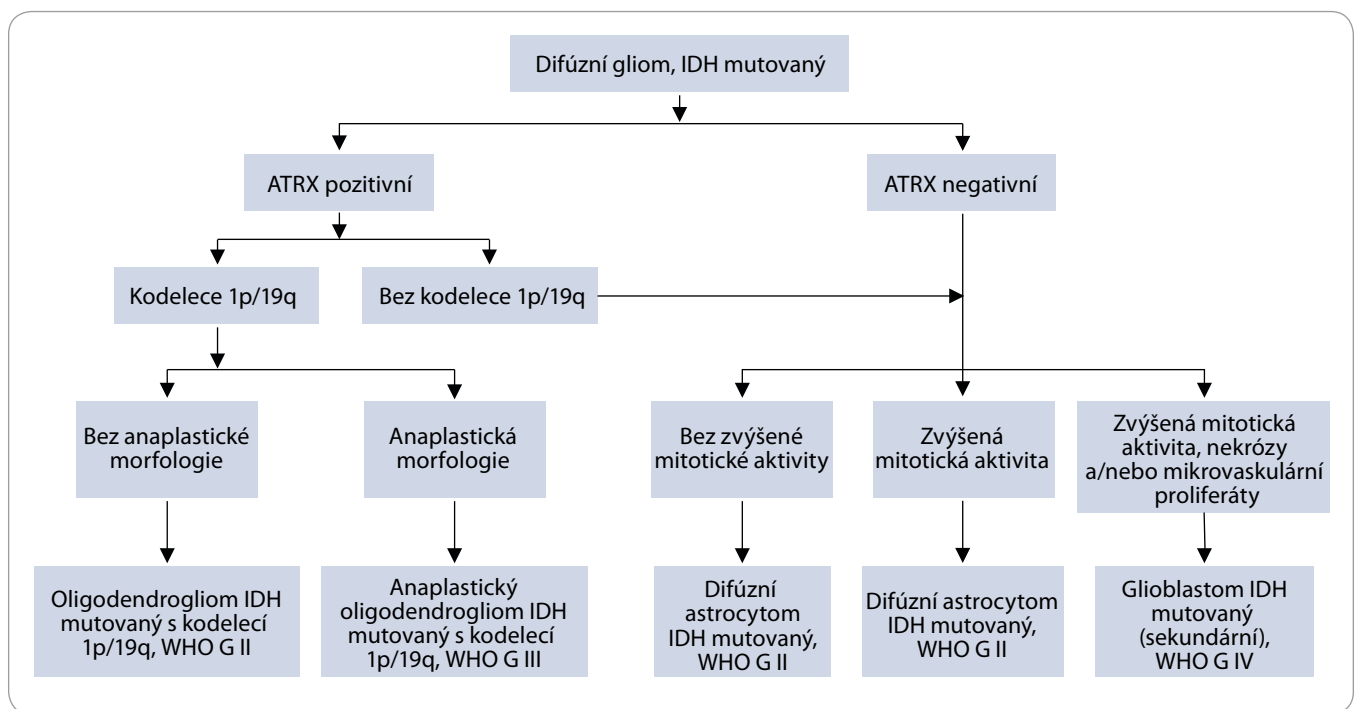 Difúzní gliom, IDH mutovaný
ATRX pozitivní
ATRX negativní
Kodelece 1p/19q
Bez kodelece 1p/19q
Bez anaplastické
morfologie
Anaplastická
morfologie
Bez zvýšené
mitotické aktivity
Zvýšená
mitotická aktivita
Zvýšená mitotická
aktivita, nekrózy
a/nebo mikrovaskulární
proliferáty
Oligodendrogliom IDH
mutovaný s kodelecí
1p/19q, WHO G II
Anaplastický
oligodendrogliom IDH
mutovaný s kodelecí
1p/19q, WHO G III
Difúzní
astrocytom
IDH mutovaný,
WHO G II
Difúzní astrocytom
IDH mutovaný,
WHO G II
Glioblastom IDH
mutovaný
(sekundární),
WHO G IV